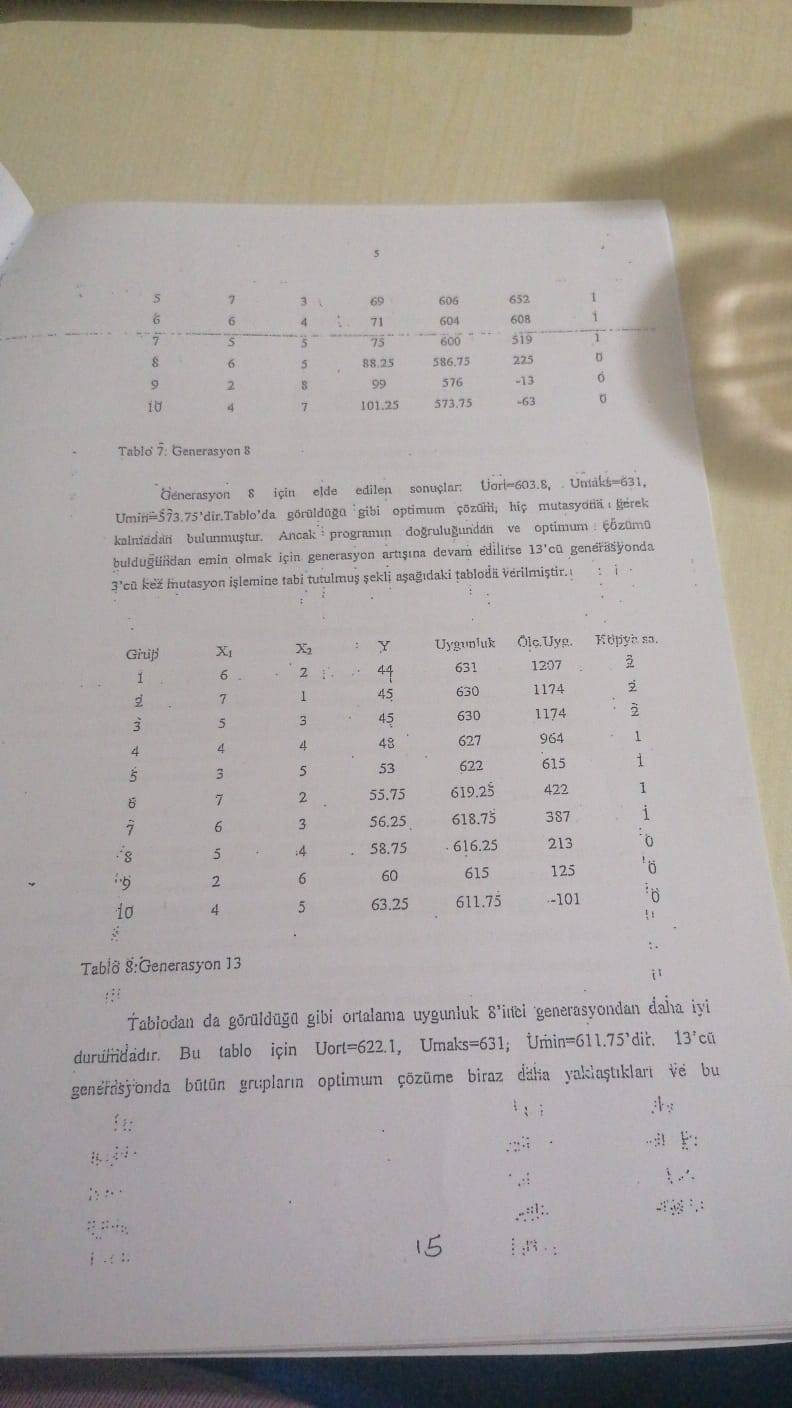 5
5 7 3 69 606 652 1
6 6 4 71 604 608 1
7 5 5 75 600 519 1
8 6 5 88.25 586.75 225 0
9 2 8 99 576 -13 0
10 4 7 101.25 573.75 -63 0
Tablo 7: Generasyon 8
Generasyon 8 için elde edilen sonuçlar: Uort=603.8, Umaks=631,
Umin=573.75'dir.Tablo'da görüldüğü gibi optimum çözüm, hiç mutasyona gerek
kalmadan bulunmuştur. Ancak programın doğruluğundan ve optimum çözümü
bulduğundan emin olmak için generasyon artışına devam edilirse 13'cü generasyonda
3'cü kez mutasyon işlemine tabi tutulmuş şekli aşağıdaki tabloda verilmiştir.
Grup X1 X2 Y Uygunluk Ölç.Uyg. Kopya sa.
1 6 2 44 631 1207 2
2 7 1 45 630 1174 2
3 5 3 45 630 1174 2
4 4 4 48 627 964 1
5 3 5 53 622 615 1
6 7 2 55.75 619.25 422 1
7 6 3 56.25 618.75 387 1
8 5 4 58.75 616.25 213 0
9 2 6 60 615 125 0
10 4 5 63.25 611.75 -101 0
Tablo 8:Generasyon 13
Tablodan da görüldüğü gibi ortalama uygunluk 8'inci generasyondan daha iyi
durumdadır. Bu tablo için Uort=622.1, Umaks=631; Umin=611.75'dir. 13'cü
generasyonda bütün grupların optimum çözüme biraz daha yaklaştıkları ve bu
15